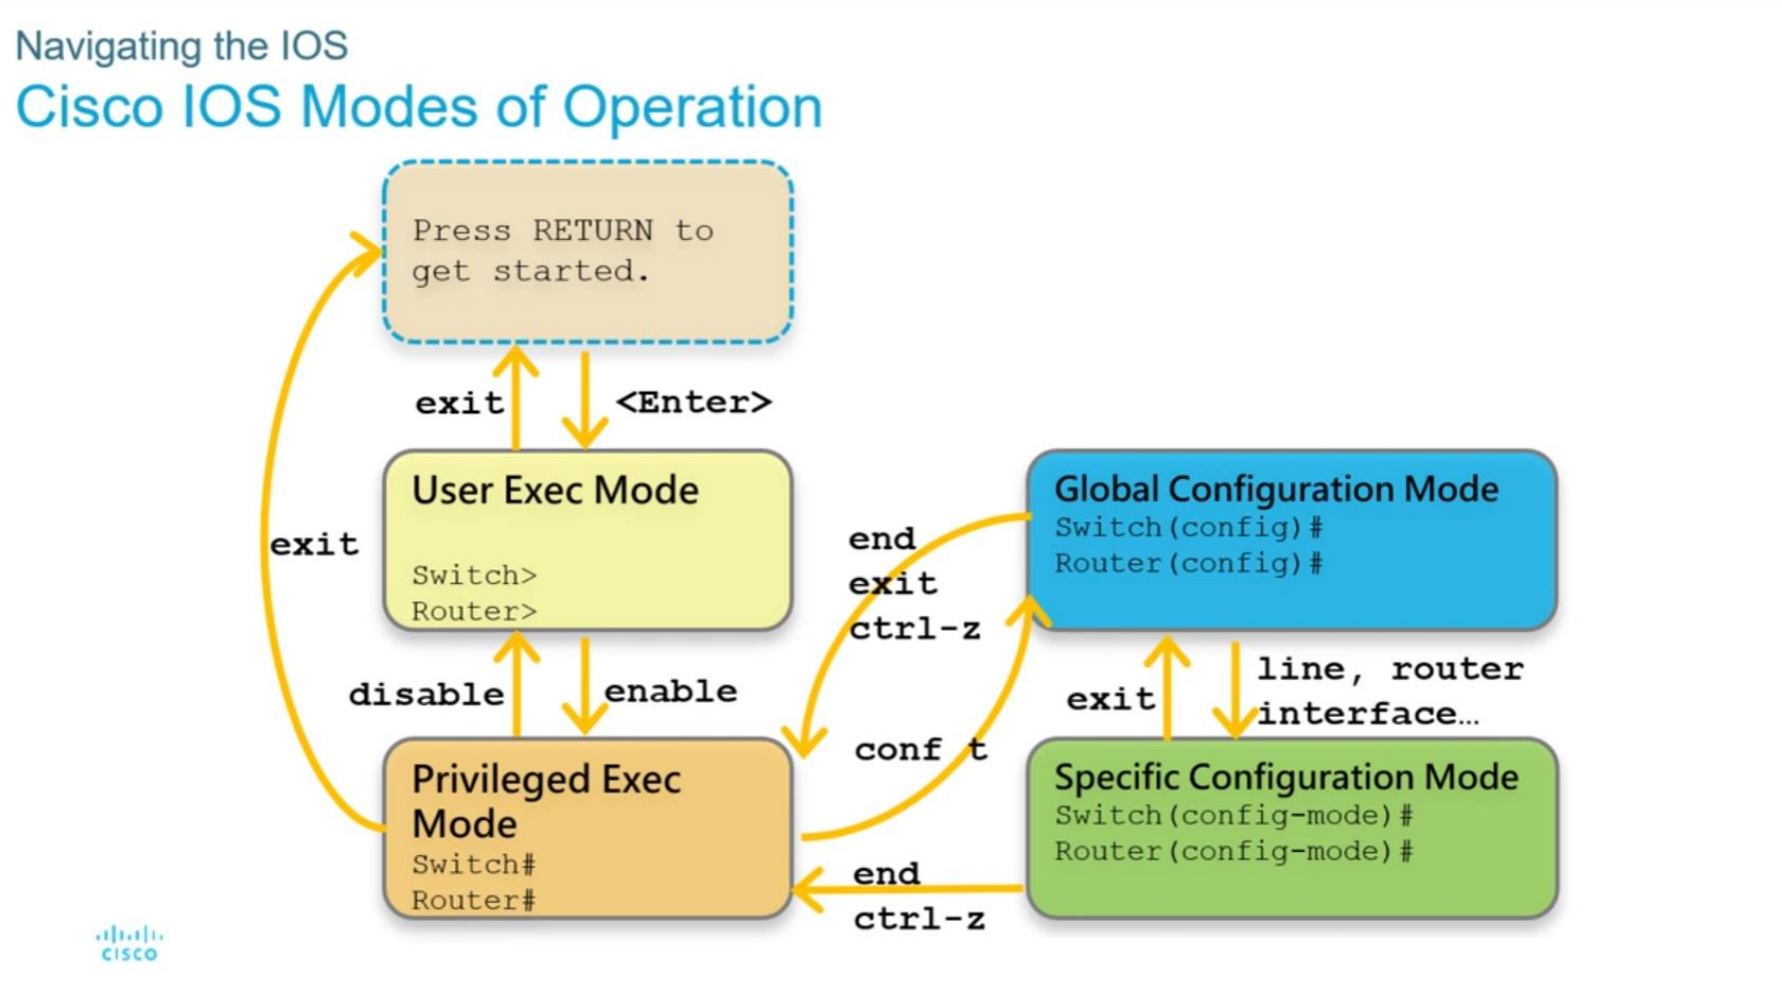 Navigating the IOS
Cisco IOS Modes of Operation
Press RETURN to
get started.
exit
<Enter>
User Exec Mode
Switch>
Router>
exit
disable
enable
Privileged Exec
Mode
Switch#
Router#
end
exit
ctrl-z
conf t
end
ctrl-z
Global Configuration Mode
Switch(config)#
Router(config)#
exit
line, router
interface…
Specific Configuration Mode
Switch(config-mode)#
Router(config-mode)#
CISCO